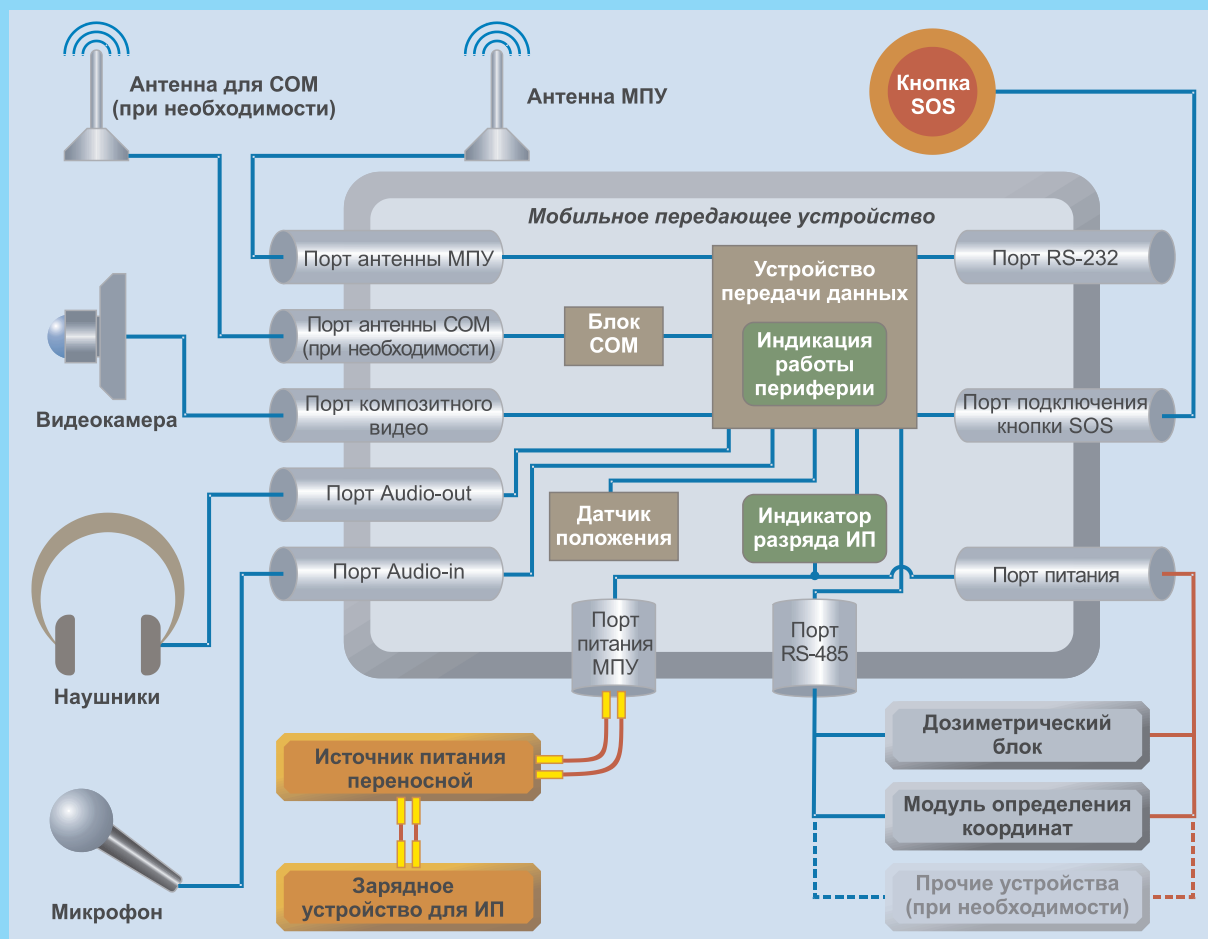 Антенна для СОМ
(при необходимости)
Антенна МПУ
Кнопка
SOS
Мобильное передающее устройство
Порт антенны МПУ
Устройство
передачи данных
Порт RS-232
Порт антенны СОМ
(при необходимости)
Блок
СОМ
Индикация
работы
периферии
Видеокамера
Порт композитного
видео
Порт подключения
кнопки SOS
Порт Audio-out
Датчик
положения
Индикатор
разряда ИП
Порт Audio-in
Порт питания
Порт
питания
МПУ
Порт
RS-485
Наушники
Дозиметрический
блок
Источник питания
переносной
Модуль определения
координат
Микрофон
Зарядное
устройство для ИП
Прочие устройства
(при необходимости)